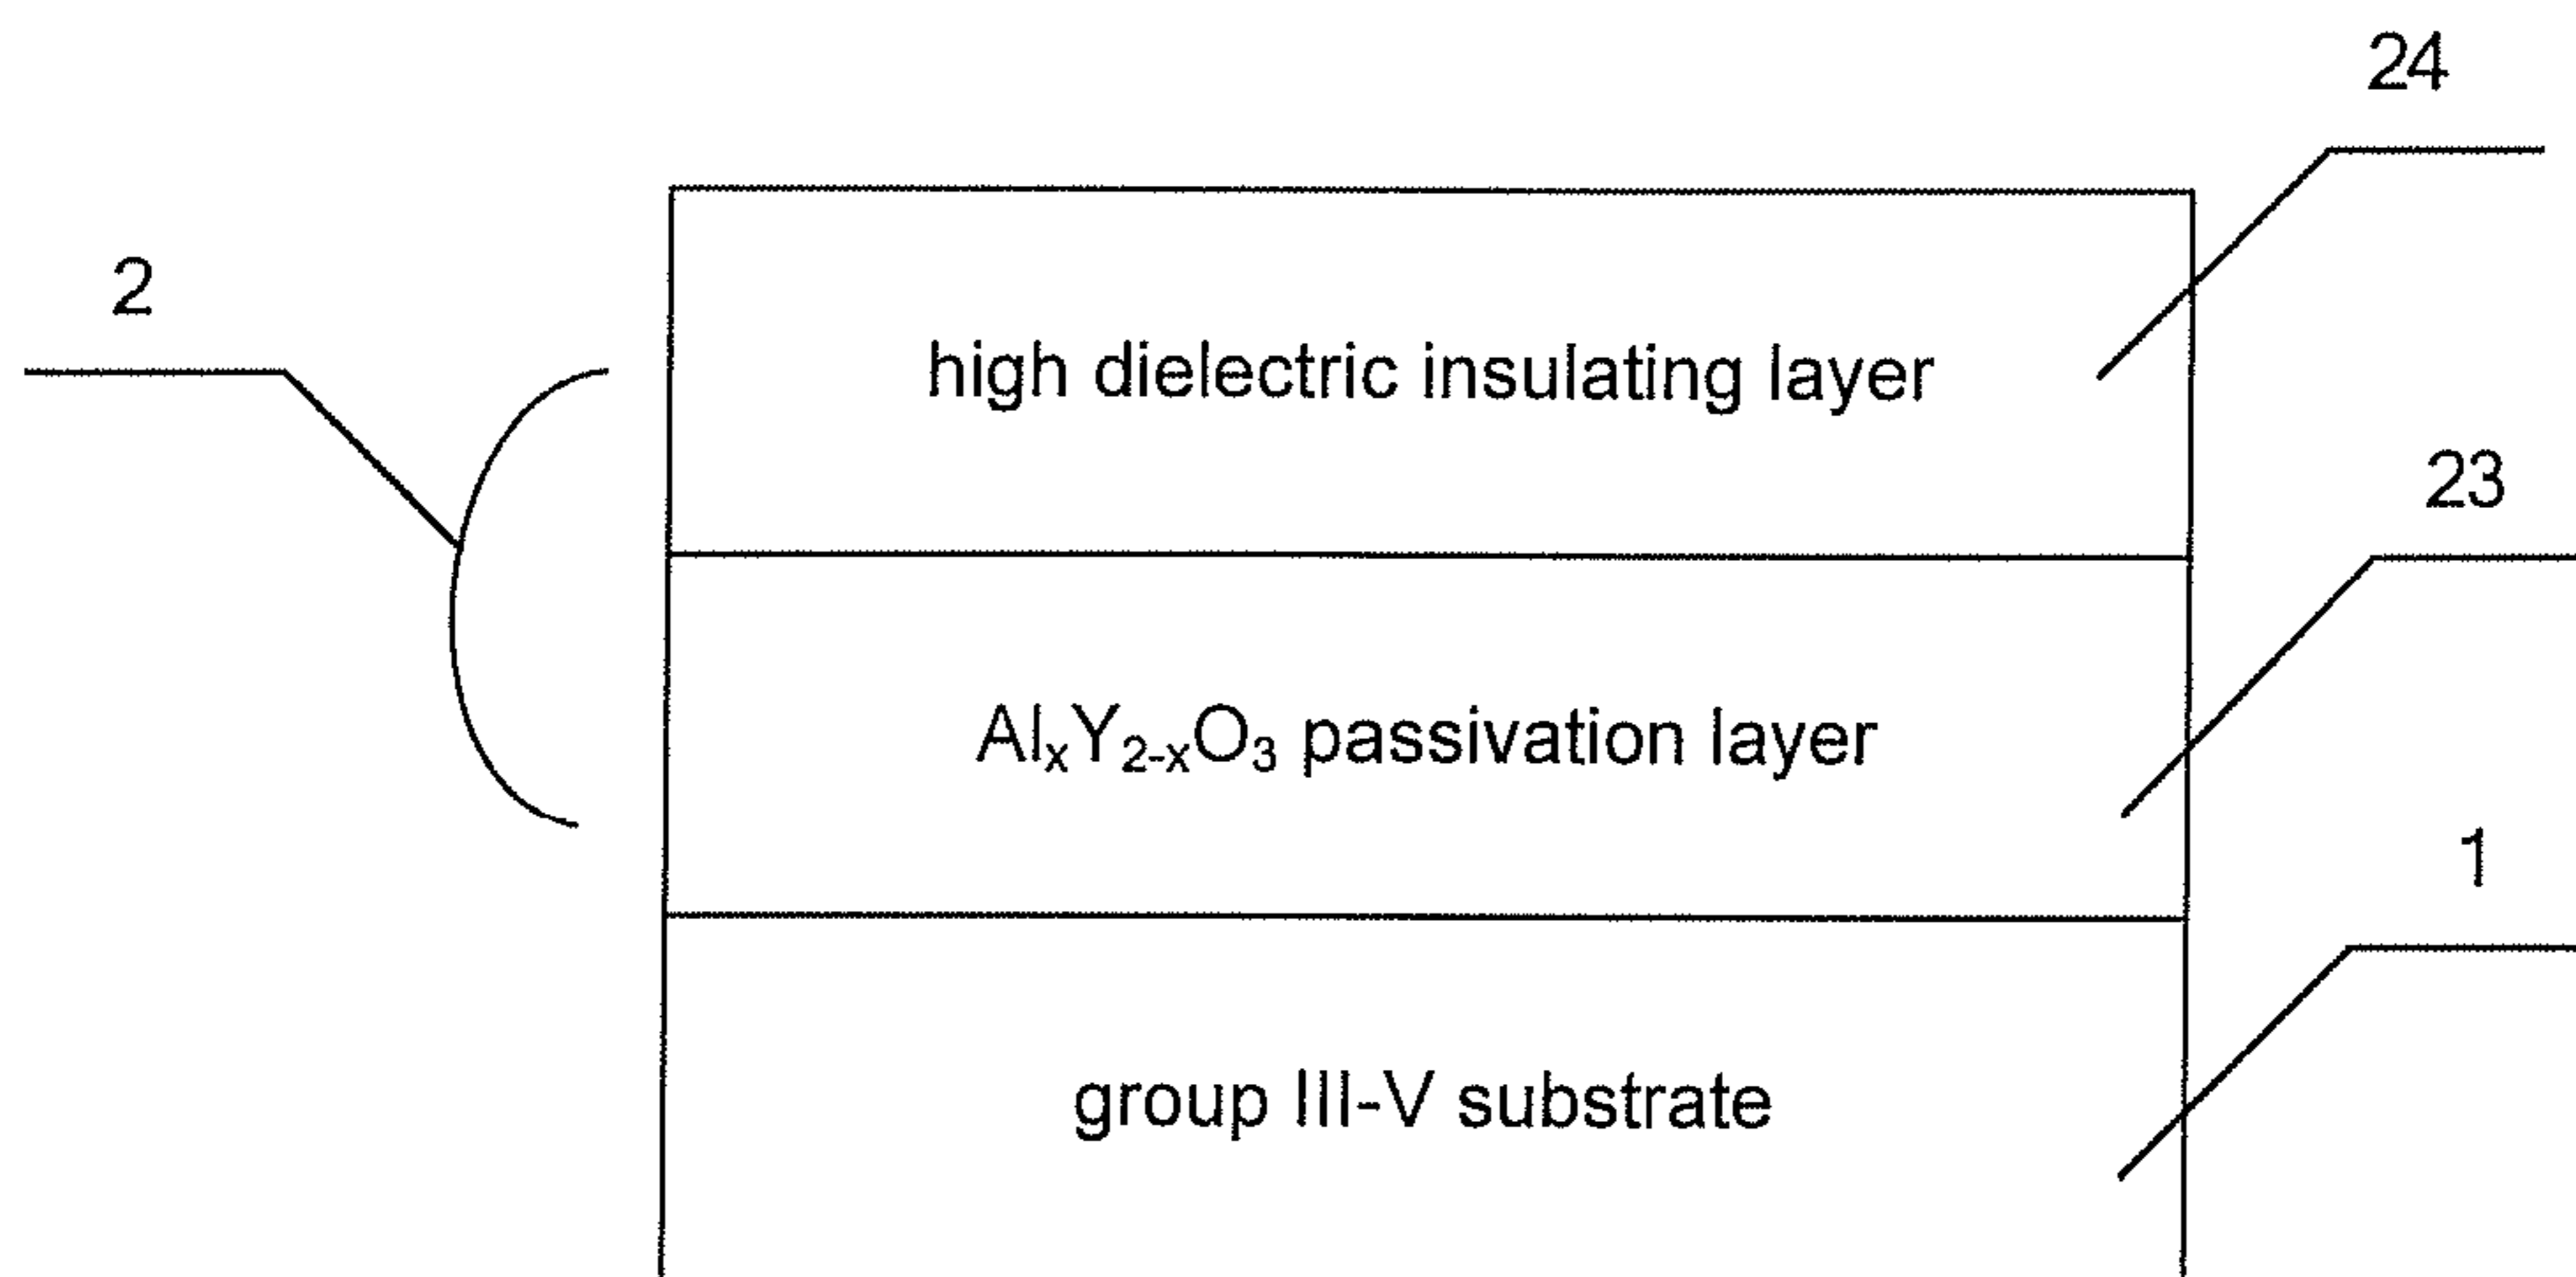 24
2
high dielectric insulating layer
23
AlₓY₂₋ₓO₃ passivation layer
1
group III-V substrate